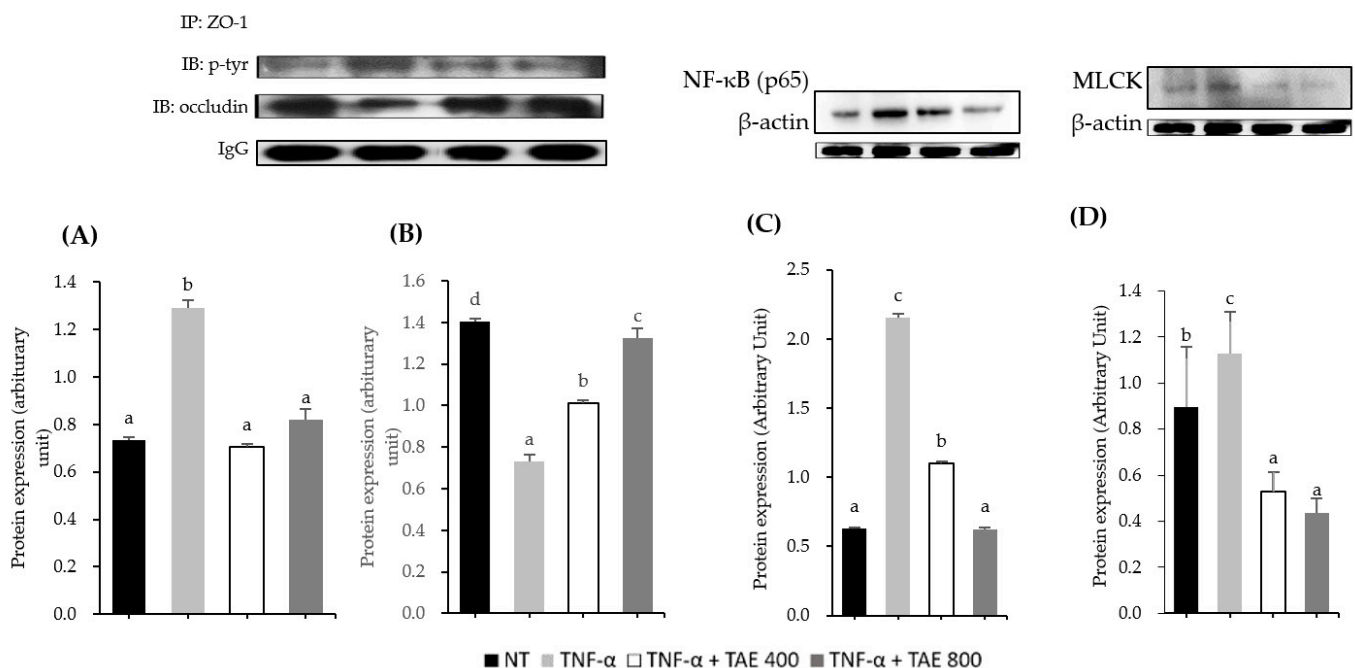 IP: ZO-1
IB: p-tyr
IB: occludin
IgG
NF-κB (p65)
β-actin
MLCK
β-actin
(A)
Protein expression (arbiturary
unit)
1.4
1.2
1.0
0.8
0.6
0.4
0.2
0.0
a
b
a
a
(B)
Protein expression (arbiturary
unit)
1.6
1.4
1.2
1.0
0.8
0.6
0.4
0.2
0.0
d
a
b
c
(C)
Protein expression (Arbitrary Unit)
2.5
2.0
1.5
1.0
0.5
0.0
a
c
b
a
(D)
Protein expression (Arbitrary Unit)
1.4
1.2
1.0
0.8
0.6
0.4
0.2
0.0
b
c
a
a
NT TNF-α TNF-α + TAE 400 TNF-α + TAE 800